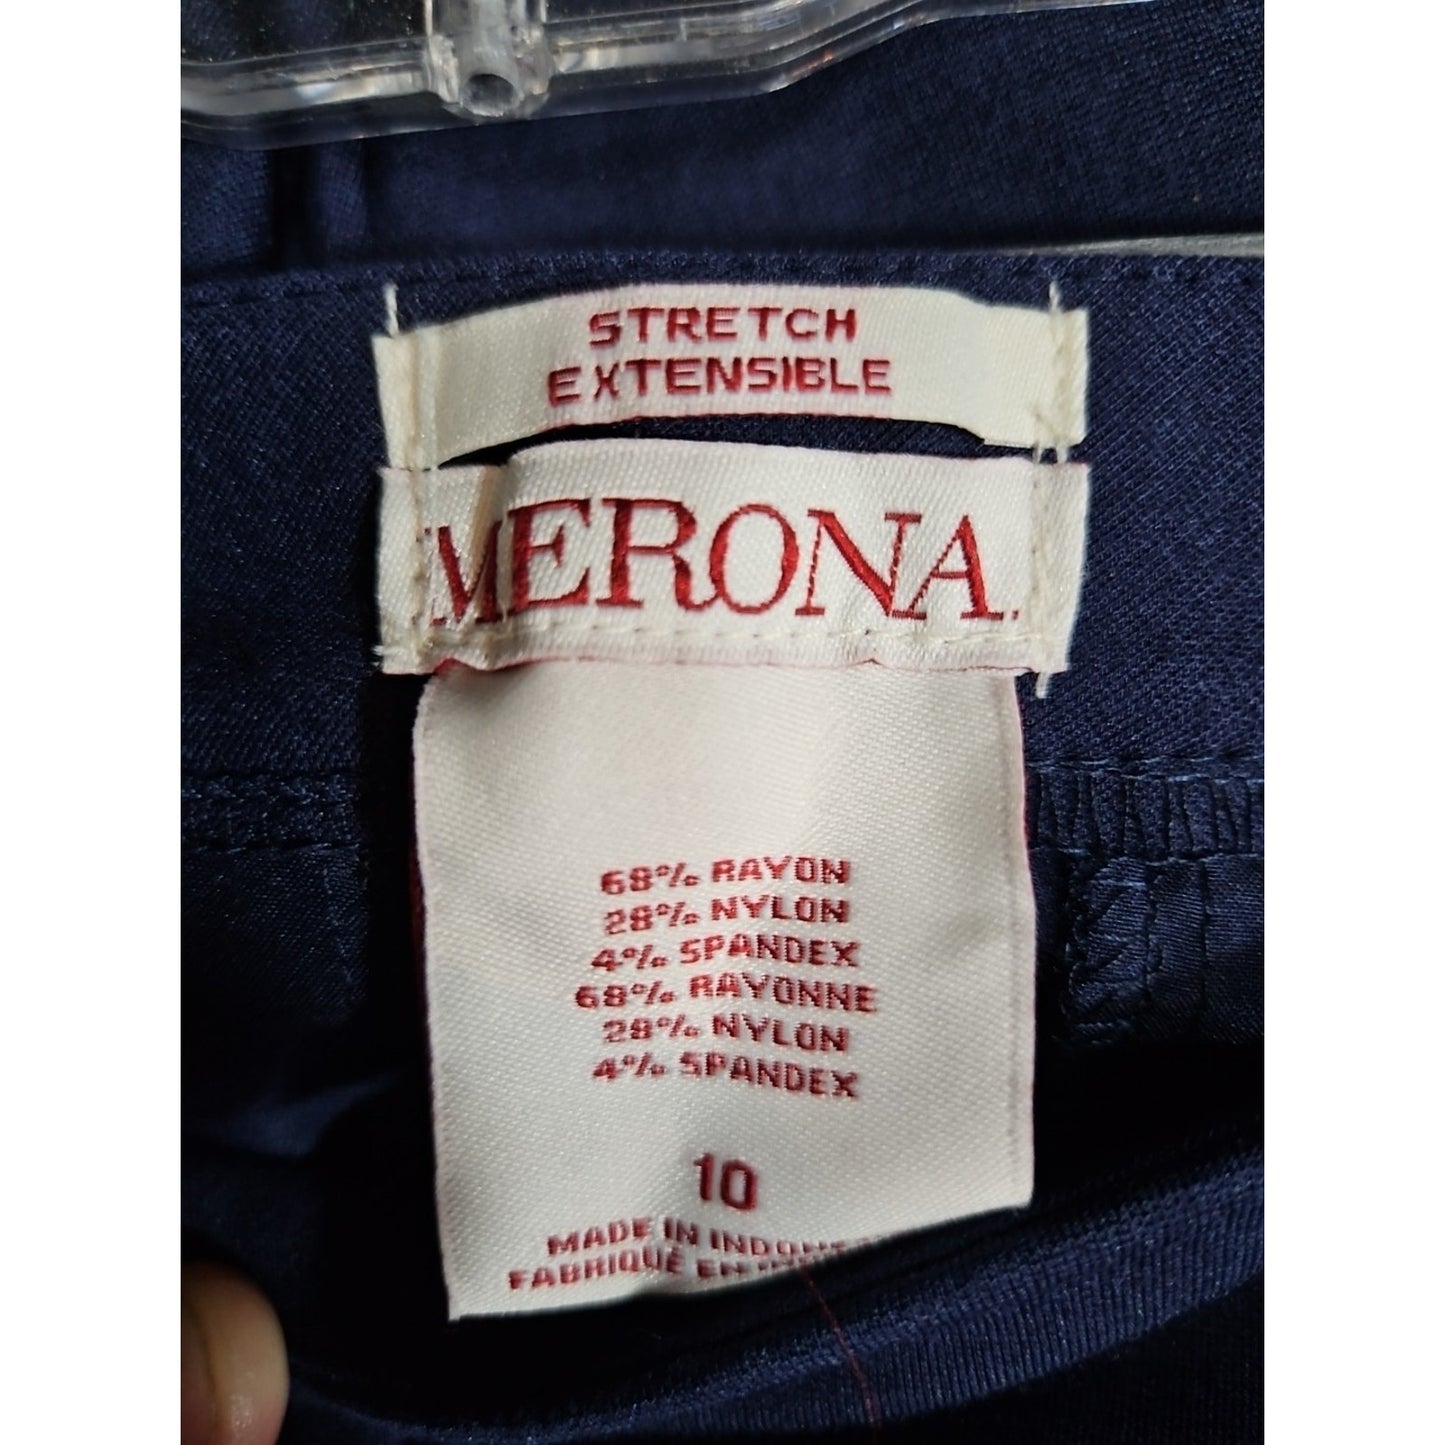 STRETCH
EXTENSIBLE
MERONA.
68% RAYON
28% NYLON
4% SPANDEX
68% RAYONNE
28% NYLON
4% SPANDEX
10
MADE IN
FABRIQUÉ EN